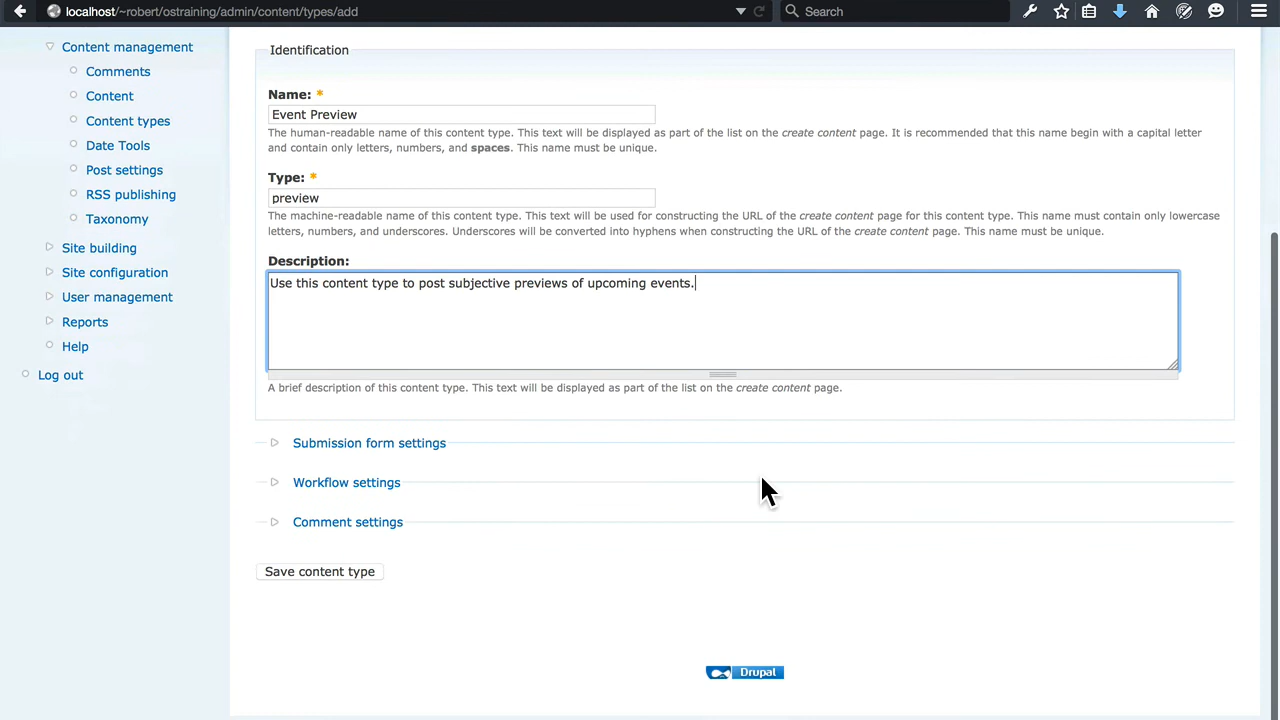 localhost/~robert/ostraining/admin/content/types/add
Search
Content management
Comments
Content
Content types
Date Tools
Post settings
RSS publishing
Taxonomy
Site building
Site configuration
User management
Reports
Help
Log out
Identification
Name: *
Event Preview
The human-readable name of this content type. This text will be displayed as part of the list on the create content page. It is recommended that this name begin with a capital letter
and contain only letters, numbers, and spaces. This name must be unique.
Type: *
preview
The machine-readable name of this content type. This text will be used for constructing the URL of the create content page for this content type. This name must contain only lowercase
letters, numbers, and underscores. Underscores will be converted into hyphens when constructing the URL of the create content page. This name must be unique.
Description:
Use this content type to post subjective previews of upcoming events.
A brief description of this content type. This text will be displayed as part of the list on the create content page.
Submission form settings
Workflow settings
Comment settings
Save content type
Drupal